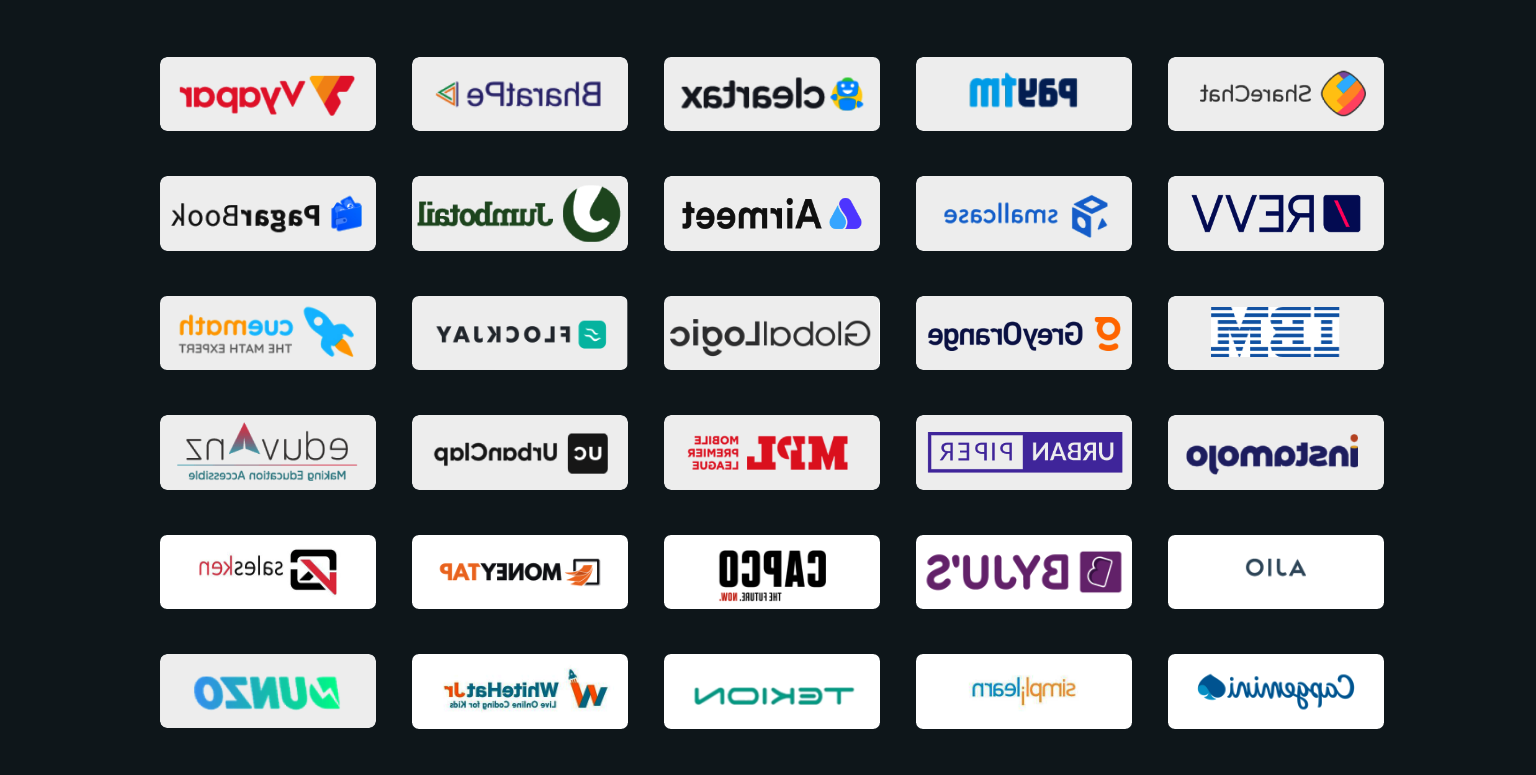 ShareChat
paytm
cleartax
BharatPe
Vyapar
REVV
smallcase
Airmeet
Jumbotail
PagarBook
IBM
GreyOrange
GlobalLogic
FLOCKJAY
cuemath
THE MATH EXPERT
instamojo
URBAN PIPER
MPL
MOBILE
PREMIER
LEAGUE
UC UrbanClap
eduvanz
Making Education Accessible
AJIO
BYJU'S
CAPCO
THE FUTURE. NOW.
MONEYTAP
salesken
Capgemini
simplilearn
TEKION
WhiteHat Jr
Live Online Coding for Kids
DUNZO